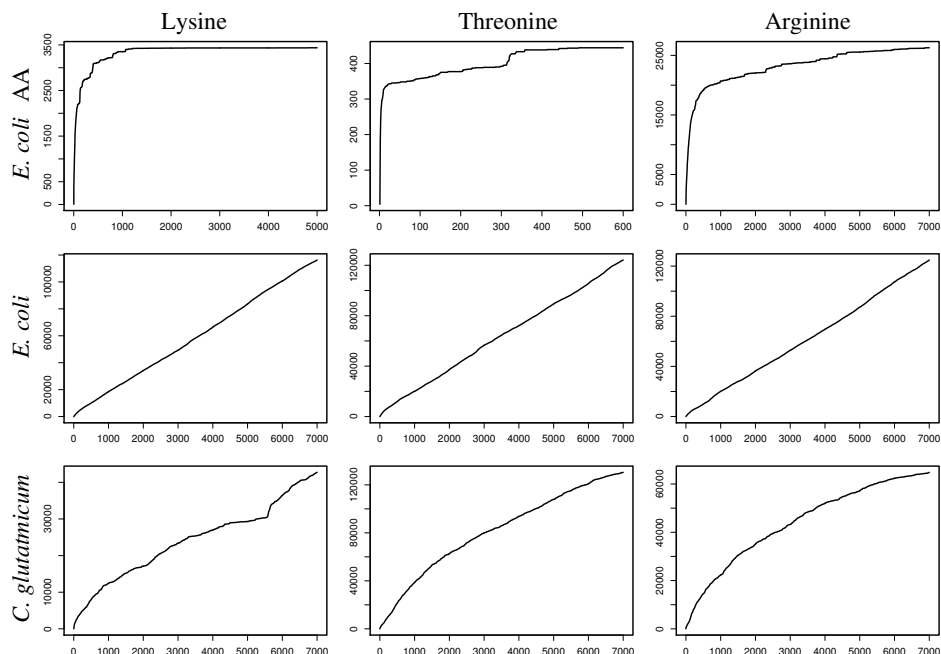 Lysine Threonine Arginine
E. coli AA
0 500 1500 2500 3500
0 1000 2000 3000 4000 5000
0 100 200 300 400
0 100 200 300 400 500 600
0 5000 15000 25000
0 1000 2000 3000 4000 5000 6000 7000
E. coli
0 20000 60000 100000
0 1000 2000 3000 4000 5000 6000 7000
0 40000 80000 120000
0 1000 2000 3000 4000 5000 6000 7000
0 40000 80000 120000
0 1000 2000 3000 4000 5000 6000 7000
C. glutatmicum
0 10000 30000
0 1000 2000 3000 4000 5000 6000 7000
0 40000 80000 120000
0 1000 2000 3000 4000 5000 6000 7000
0 20000 40000 60000
0 1000 2000 3000 4000 5000 6000 7000